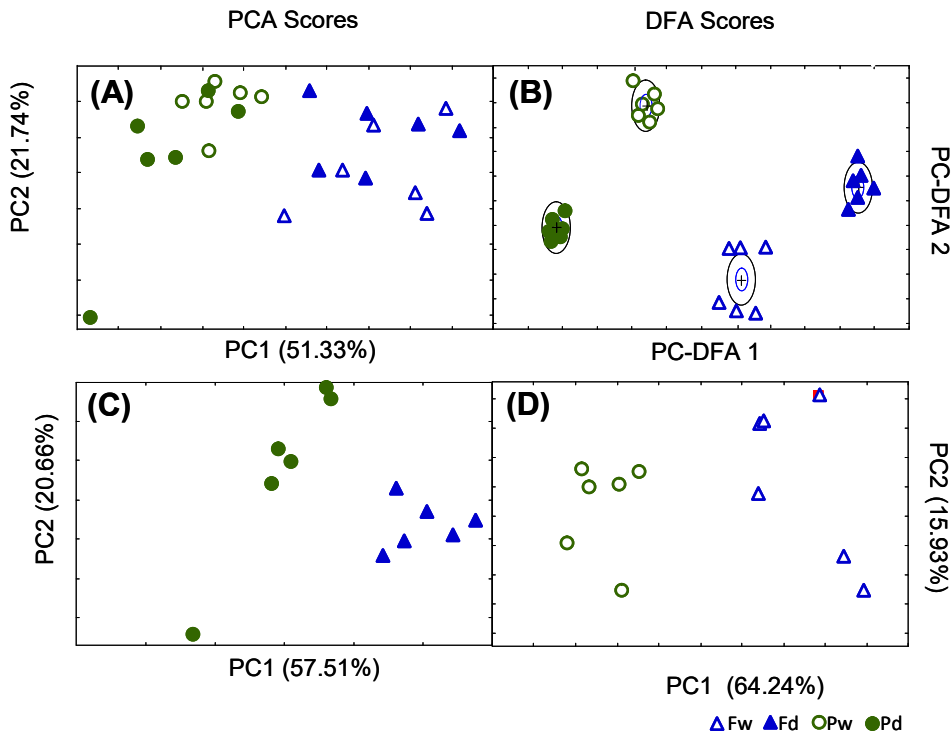 PCA Scores
DFA Scores
(A)
(B)
PC2 (21.74%)
PC-DFA 2
PC1 (51.33%)
PC-DFA 1
(C)
(D)
PC2 (20.66%)
PC2 (15.93%)
PC1 (57.51%)
PC1 (64.24%)
Fw Fd Pw Pd